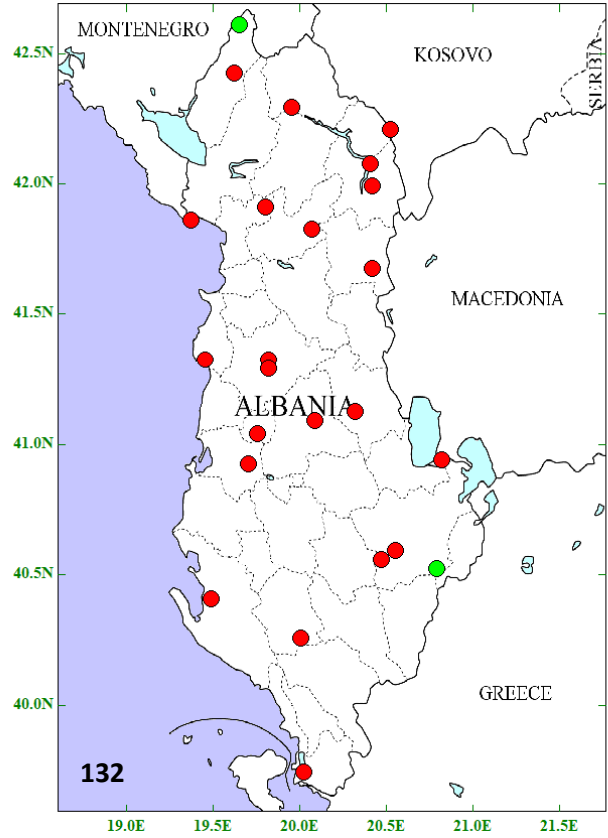 MONTENEGRO
42.5N
KOSOVO
SERBIA
42.0N
41.5N
MACEDONIA
ALBANIA
41.0N
40.5N
40.0N
GREECE
132
19.0E 19.5E 20.0E 20.5E 21.0E 21.5E